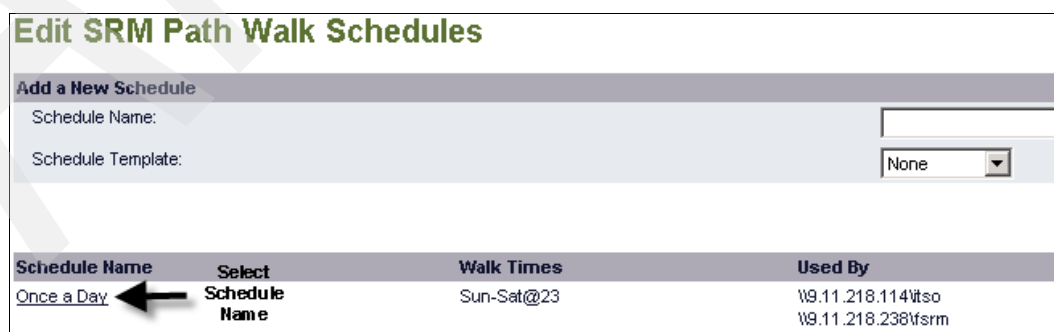 Edit SRM Path Walk Schedules
Add a New Schedule
Schedule Name:
Schedule Template:
None
Schedule Name Walk Times Used By
Select Schedule Name
Once a Day Sun-Sat@23 \\9.11.218.114\itso
\\9.11.218.238\fsrm